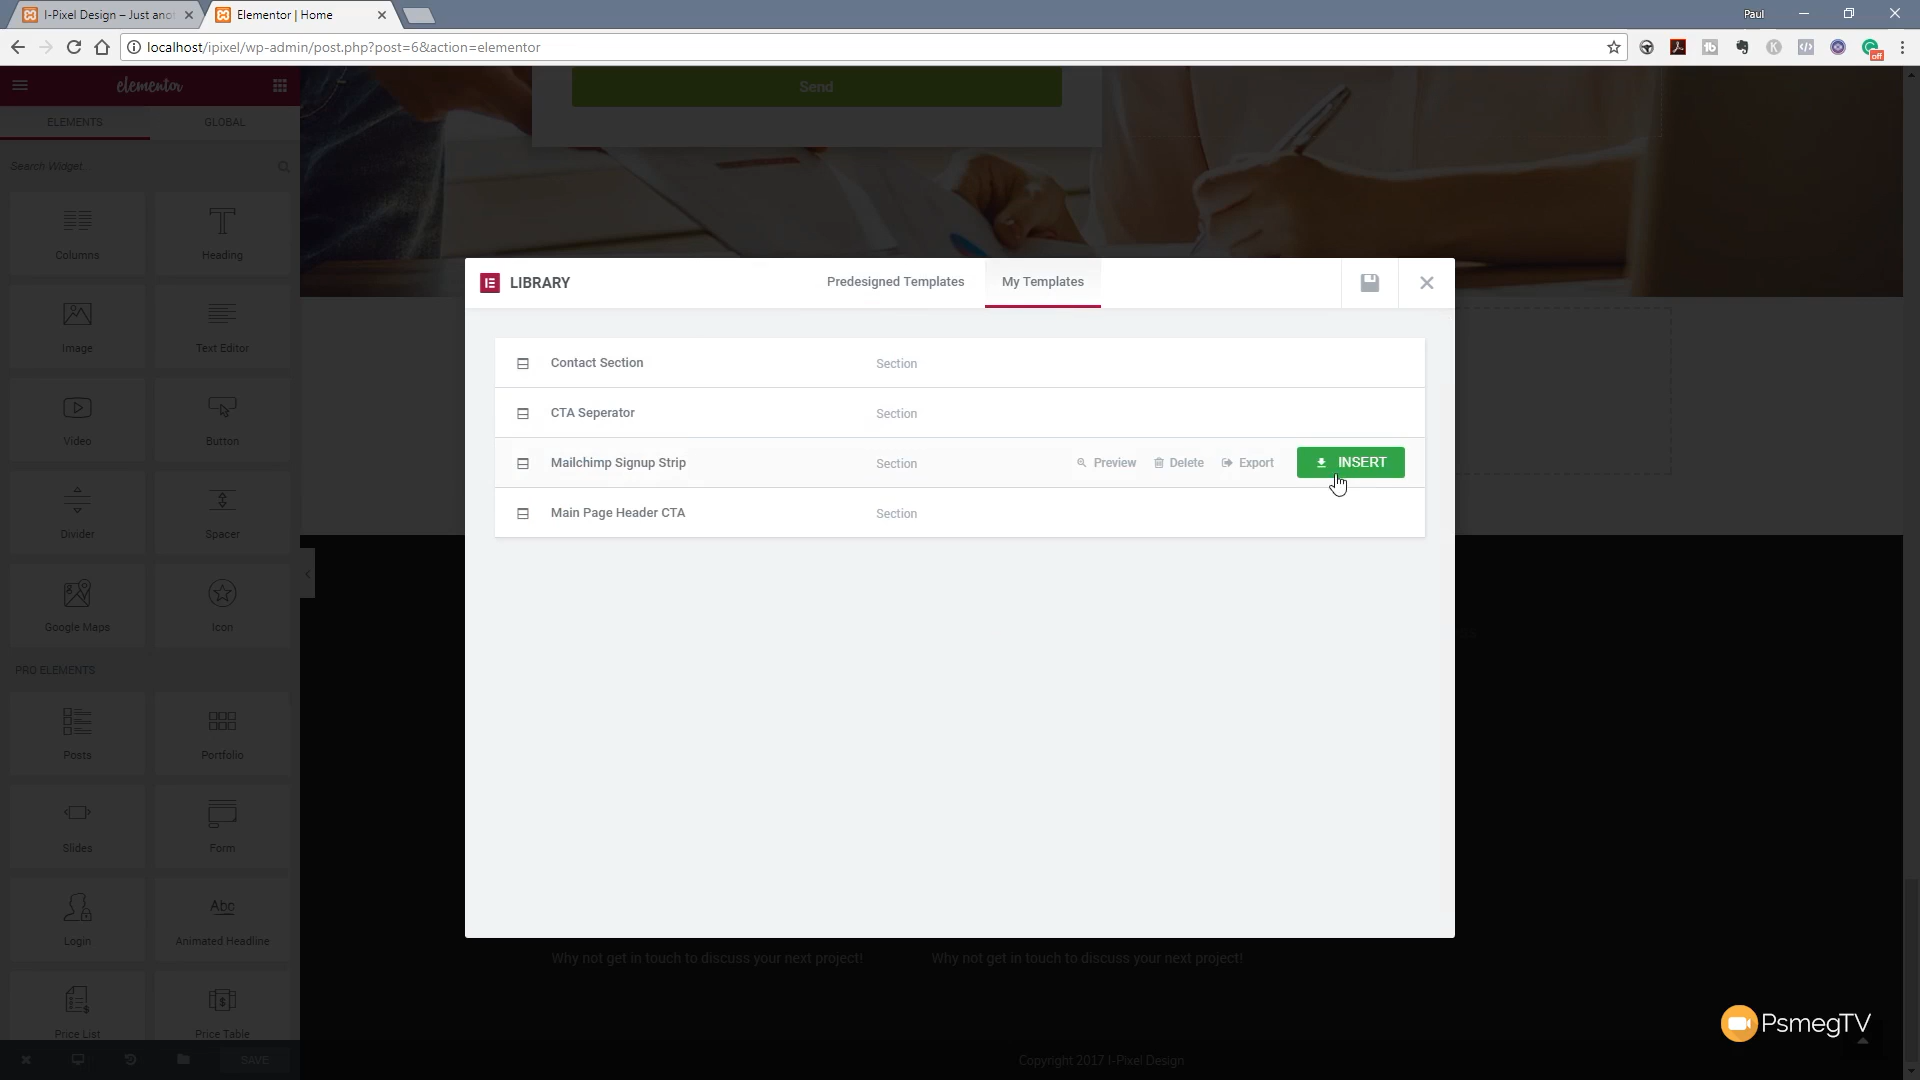 I-Pixel Design – Just anot
Elementor | Home
Paul
localhost/ipixel/wp-admin/post.php?post=6&action=elementor
off
elementor
ELEMENTS
GLOBAL
Search Widget
Columns
Heading
Image
Text Editor
Video
Button
Divider
Spacer
Google Maps
Icon
PRO ELEMENTS
Posts
Portfolio
Slides
Form
Login
Abc
Animated Headline
Price List
Price Table
SAVE
Send
LIBRARY
Predesigned Templates
My Templates
Contact Section
Section
CTA Seperator
Section
Mailchimp Signup Strip
Section
Preview
Delete
Export
INSERT
Main Page Header CTA
Section
Why not get in touch to discuss your next project!
Why not get in touch to discuss your next project!
Copyright 2017 I-Pixel Design
PsmegTV